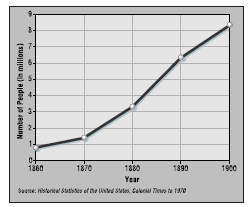 Number of People (in millions)
9
8
7
6
5
4
3
2
1
0
1860 1870 1880 1890 1900
Year
Source: Historical Statistics of the United States, Colonial Times to 1970